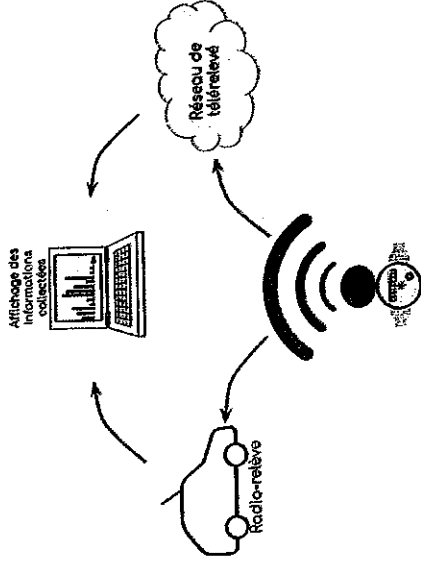 Affichage des
informations
collectées
Réseau de
télérelevé
Radio-relève